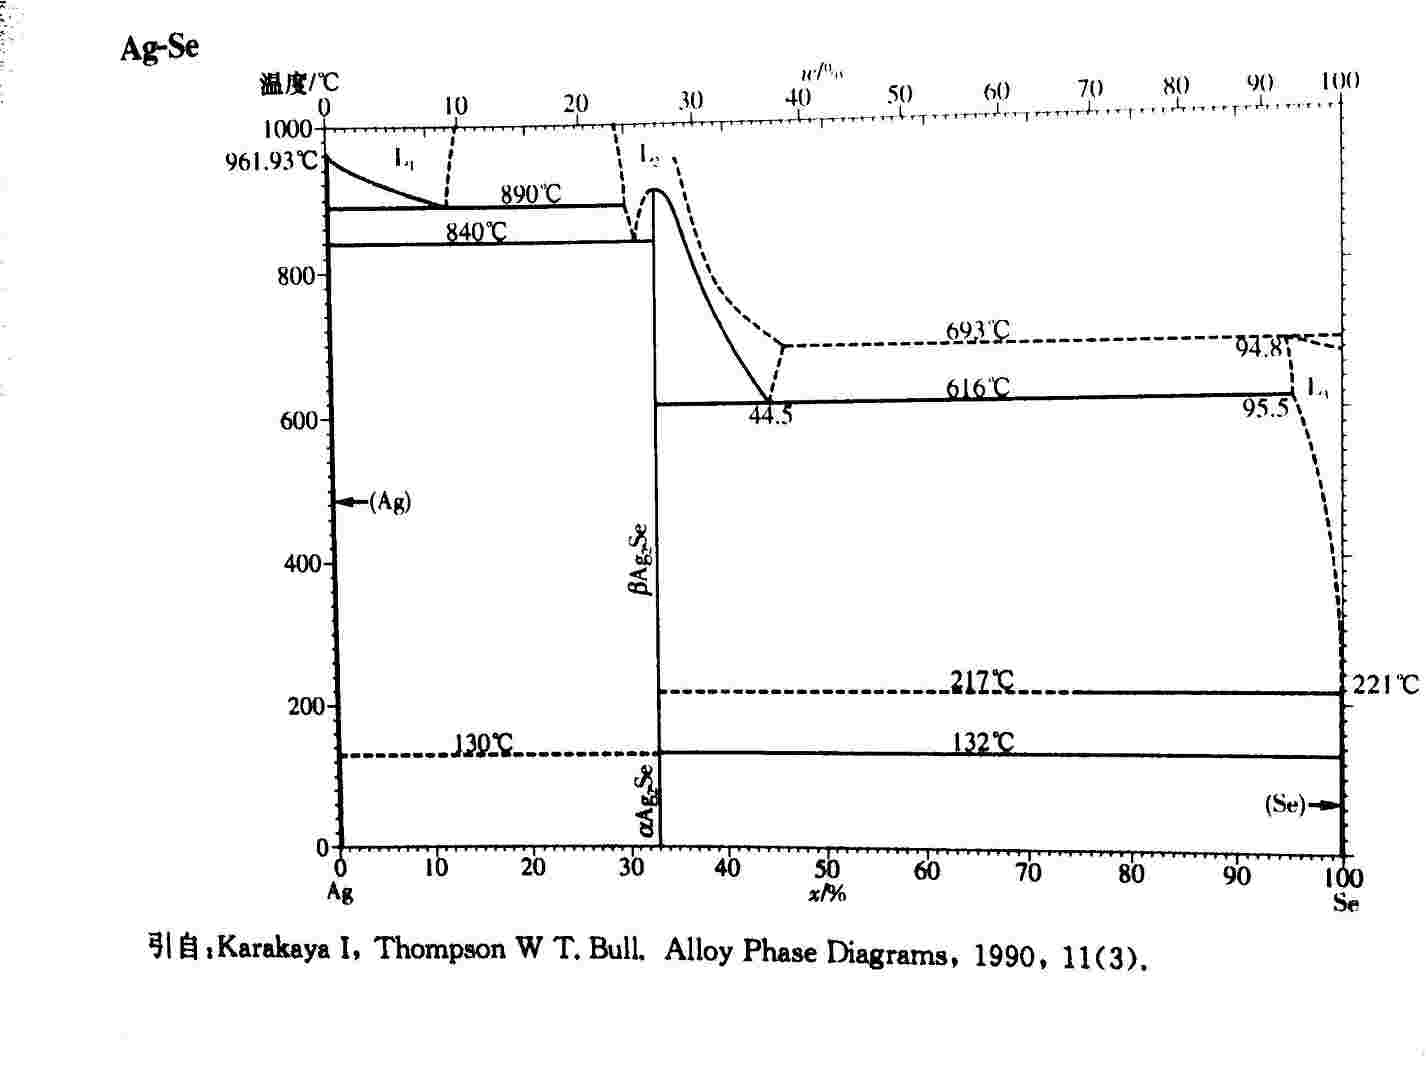 Ag-Se
温度/℃
w/%
0 10 20 30 40 50 60 70 80 90 100
1000
961.93℃
L₁
L₂
890℃
840℃
800
693℃
94.8
616℃
L₃
44.5
95.5
600
(Ag)
βAg₂Se
400
217℃
221℃
200
130℃
132℃
αAg₂Se
(Se)
0
0 10 20 30 40 50 60 70 80 90 100
Ag
x/%
Se
引自:Karakaya I, Thompson W T. Bull. Alloy Phase Diagrams, 1990, 11(3).